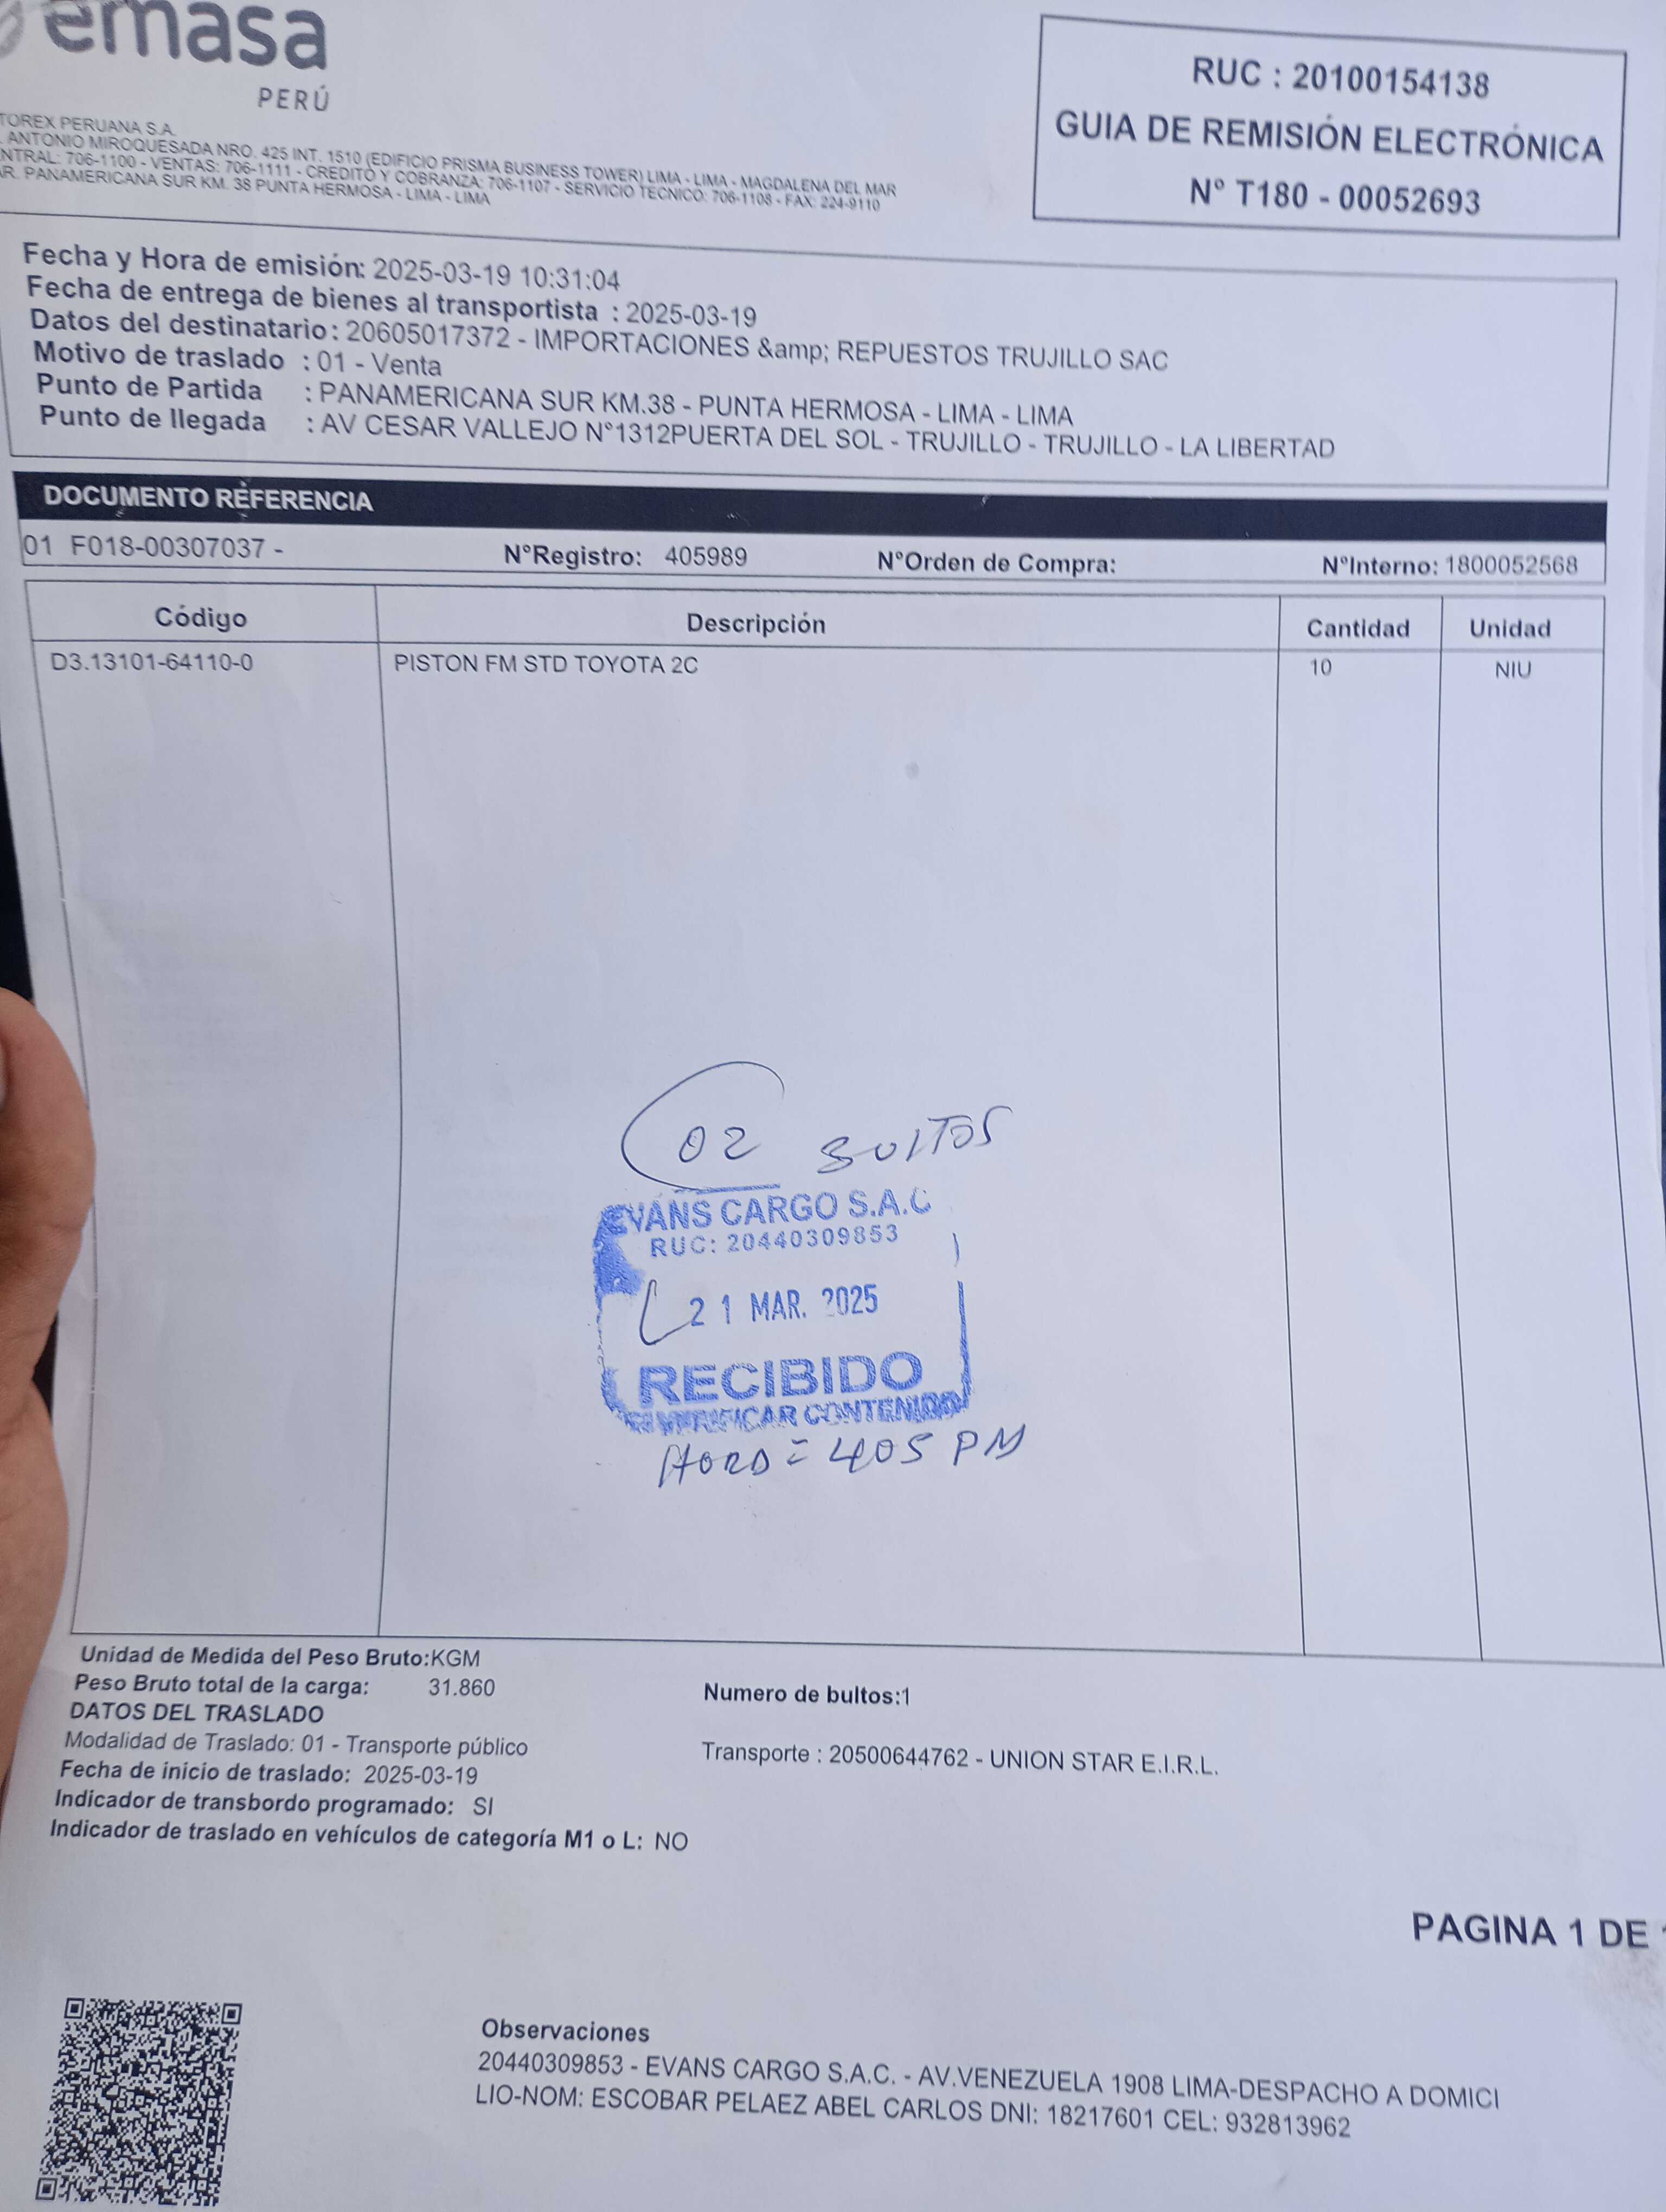 emasa
PERÚ
TOREX PERUANA S.A.
ANTONIO MIROQUESADA NRO. 425 INT. 1510 (EDIFICIO PRISMA BUSINESS TOWER) LIMA - LIMA - MAGDALENA DEL MAR
NTRAL: 706-1100 - VENTAS: 706-1111 - CREDITO Y COBRANZA: 706-1107 - SERVICIO TECNICO: 706-1108 - FAX: 224-9110
AR. PANAMERICANA SUR KM. 38 PUNTA HERMOSA - LIMA - LIMA
RUC : 20100154138
GUIA DE REMISIÓN ELECTRÓNICA
N° T180 - 00052693
Fecha y Hora de emisión: 2025-03-19 10:31:04
Fecha de entrega de bienes al transportista : 2025-03-19
Datos del destinatario : 20605017372 - IMPORTACIONES &amp; REPUESTOS TRUJILLO SAC
Motivo de traslado : 01 - Venta
Punto de Partida : PANAMERICANA SUR KM.38 - PUNTA HERMOSA - LIMA - LIMA
Punto de llegada : AV CESAR VALLEJO N°1312PUERTA DEL SOL - TRUJILLO - TRUJILLO - LA LIBERTAD
DOCUMENTO REFERENCIA
01 F018-00307037 - N°Registro: 405989 N°Orden de Compra: N°Interno: 1800052568
Código Descripción Cantidad Unidad
D3.13101-64110-0 PISTON FM STD TOYOTA 2C 10 NIU
02 BULTOS
EVANS CARGO S.A.C
RUC: 20440309853
21 MAR. 2025
RECIBIDO
SIN VERIFICAR CONTENIDO
HORA = 405 PM
Unidad de Medida del Peso Bruto:KGM
Peso Bruto total de la carga: 31.860 Numero de bultos:1
DATOS DEL TRASLADO
Modalidad de Traslado: 01 - Transporte público Transporte : 20500644762 - UNION STAR E.I.R.L.
Fecha de inicio de traslado: 2025-03-19
Indicador de transbordo programado: SI
Indicador de traslado en vehículos de categoría M1 o L: NO
PAGINA 1 DE
Observaciones
20440309853 - EVANS CARGO S.A.C. - AV.VENEZUELA 1908 LIMA-DESPACHO A DOMICI
LIO-NOM: ESCOBAR PELAEZ ABEL CARLOS DNI: 18217601 CEL: 932813962